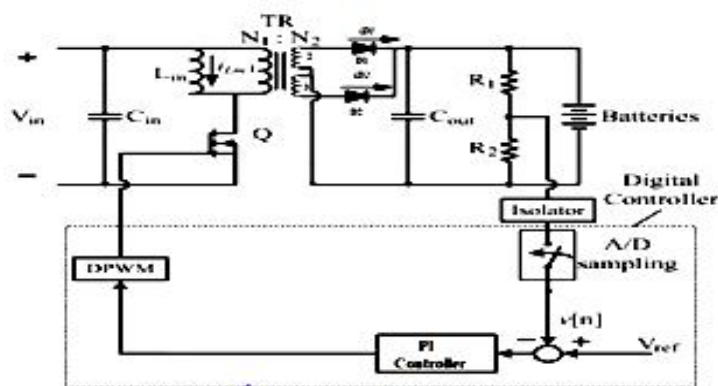 TR
N₁ : N₂
+
Lm
Vin
Cin
Q
Cout
R₁
R₂
Batteries
−
Digital
Controller
Isolator
A/D
sampling
DPWM
v[n]
PI
Controller
−
+
Vref